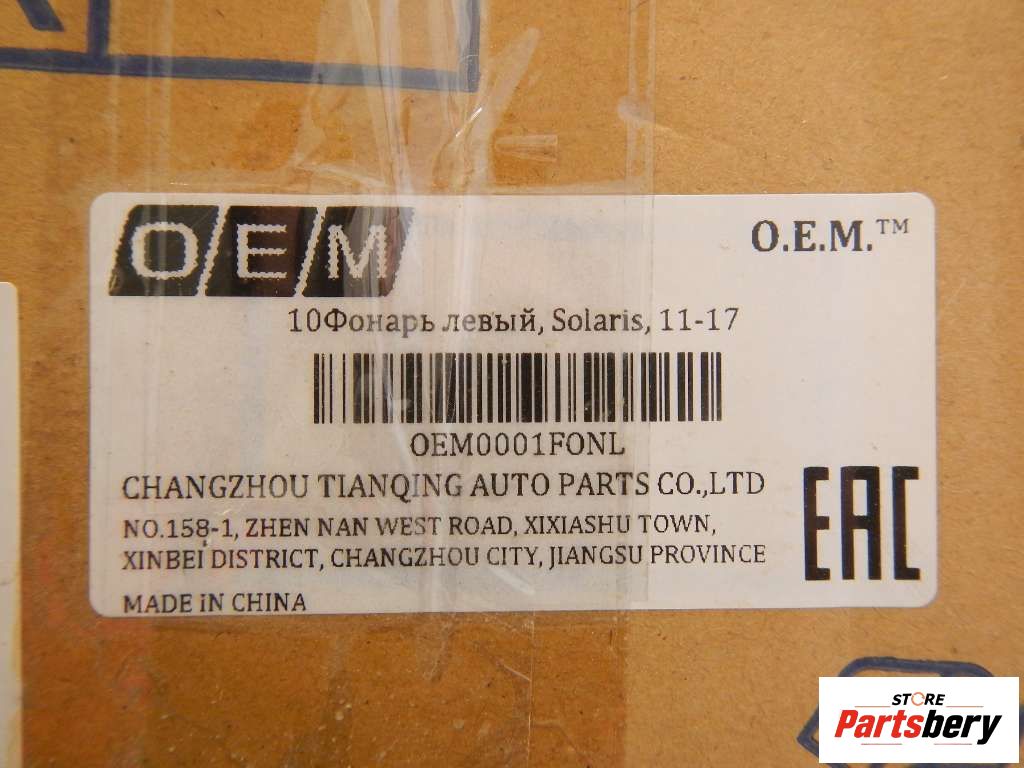 O/E/M
O.E.M.™
10Фонарь левый, Solaris, 11-17
OEM0001FONL
CHANGZHOU TIANQING AUTO PARTS CO.,LTD
NO.158-1, ZHEN NAN WEST ROAD, XIXIASHU TOWN,
XINBEI DISTRICT, CHANGZHOU CITY, JIANGSU PROVINCE
MADE IN CHINA
EAC
STORE
Partsbery